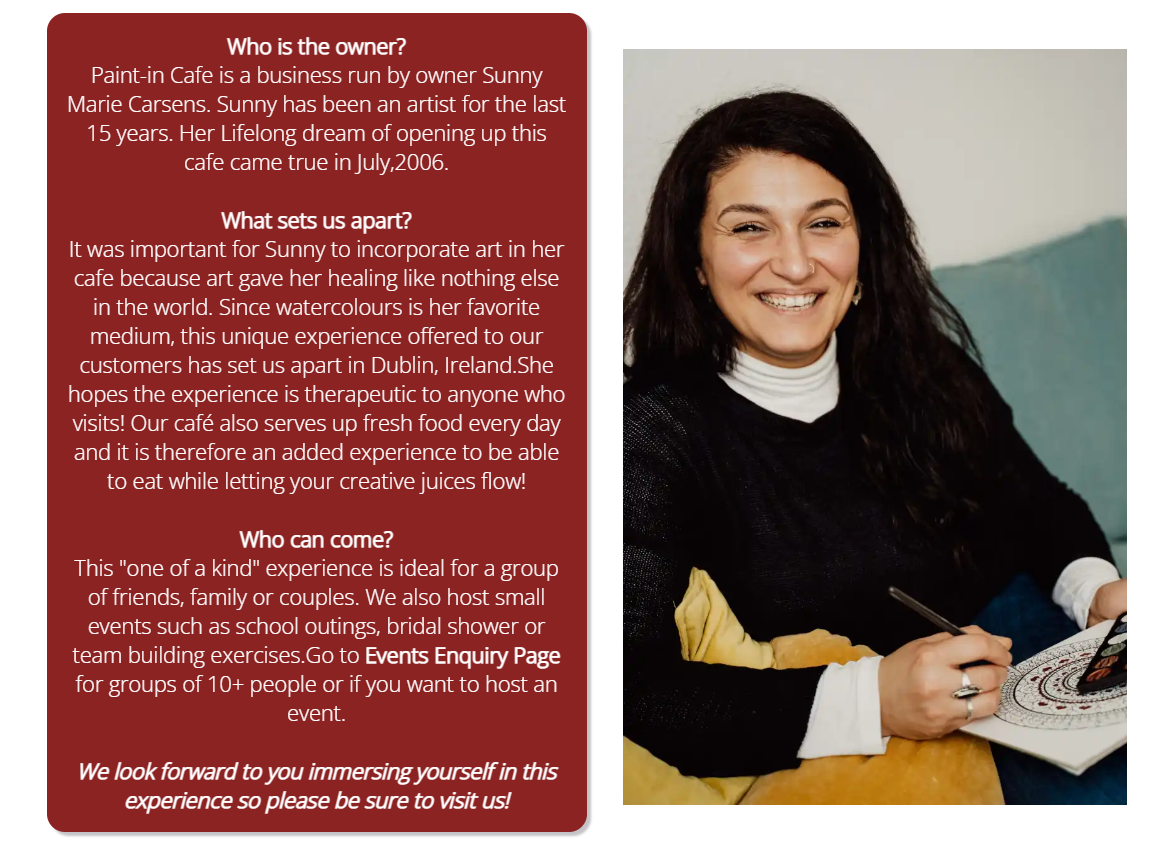 Who is the owner?
Paint-in Cafe is a business run by owner Sunny
Marie Carsens. Sunny has been an artist for the last
15 years. Her Lifelong dream of opening up this
cafe came true in July,2006.
What sets us apart?
It was important for Sunny to incorporate art in her
cafe because art gave her healing like nothing else
in the world. Since watercolours is her favorite
medium, this unique experience offered to our
customers has set us apart in Dublin, Ireland.She
hopes the experience is therapeutic to anyone who
visits! Our café also serves up fresh food every day
and it is therefore an added experience to be able
to eat while letting your creative juices flow!
Who can come?
This "one of a kind" experience is ideal for a group
of friends, family or couples. We also host small
events such as school outings, bridal shower or
team building exercises.Go to Events Enquiry Page
for groups of 10+ people or if you want to host an
event.
We look forward to you immersing yourself in this
experience so please be sure to visit us!